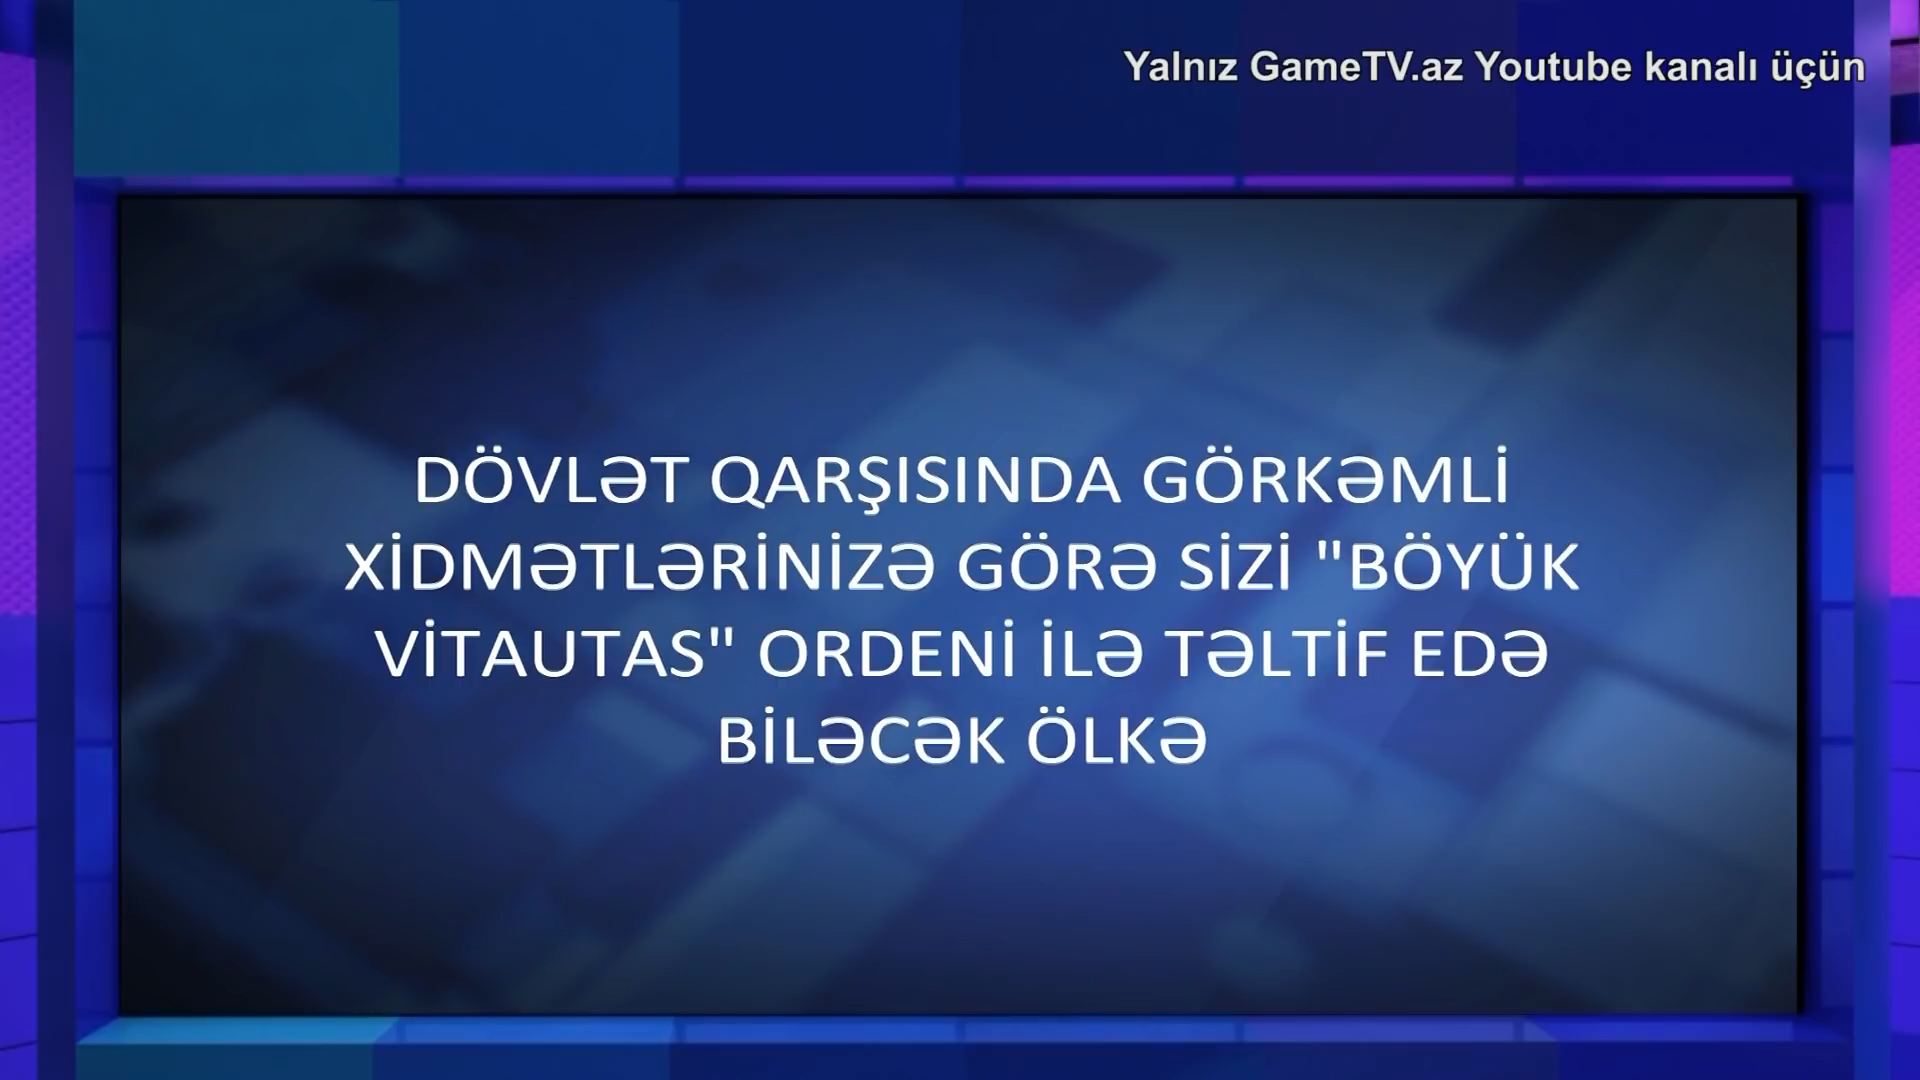 Yalnız GameTV.az Youtube kanalı üçün
DÖVLƏT QARŞISINDA GÖRKƏMLİ
XİDMƏTLƏRİNİZƏ GÖRƏ SİZİ "BÖYÜK
VİTAUTAS" ORDENİ İLƏ TƏLTİF EDƏ
BİLƏCƏK ÖLKƏ